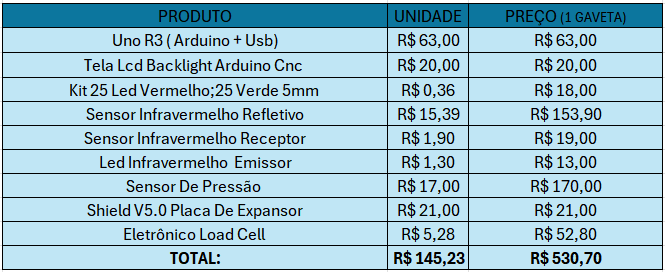 PRODUTO UNIDADE PREÇO (1 GAVETA)
Uno R3 ( Arduino + Usb) R$ 63,00 R$ 63,00
Tela Lcd Backlight Arduino Cnc R$ 20,00 R$ 20,00
Kit 25 Led Vermelho;25 Verde 5mm R$ 0,36 R$ 18,00
Sensor Infravermelho Refletivo R$ 15,39 R$ 153,90
Sensor Infravermelho Receptor R$ 1,90 R$ 19,00
Led Infravermelho Emissor R$ 1,30 R$ 13,00
Sensor De Pressão R$ 17,00 R$ 170,00
Shield V5.0 Placa De Expansor R$ 21,00 R$ 21,00
Eletrônico Load Cell R$ 5,28 R$ 52,80
TOTAL: R$ 145,23 R$ 530,70